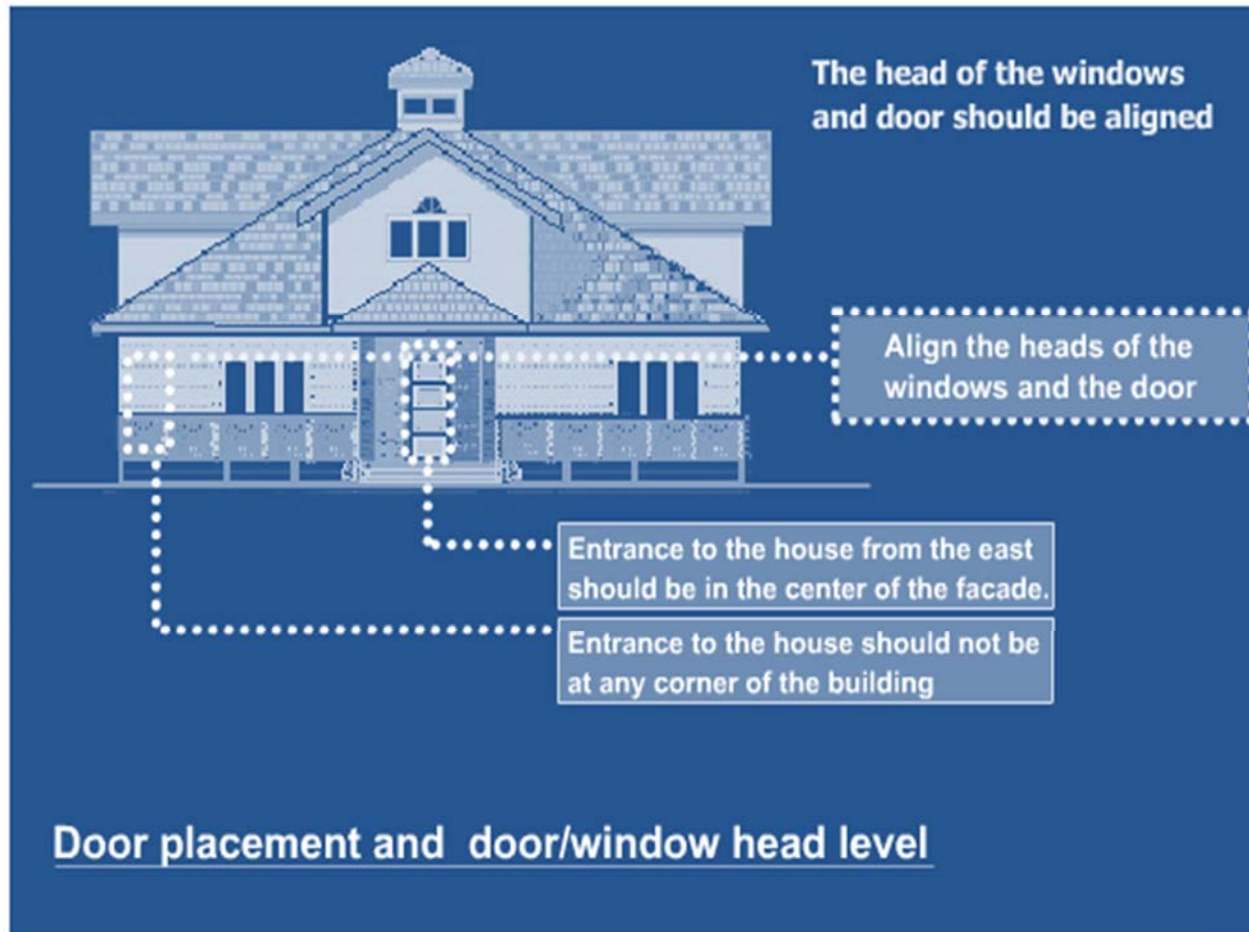 The head of the windows
and door should be aligned
Align the heads of the
windows and the door
Entrance to the house from the east
should be in the center of the facade.
Entrance to the house should not be
at any corner of the building
Door placement and  door/window head level